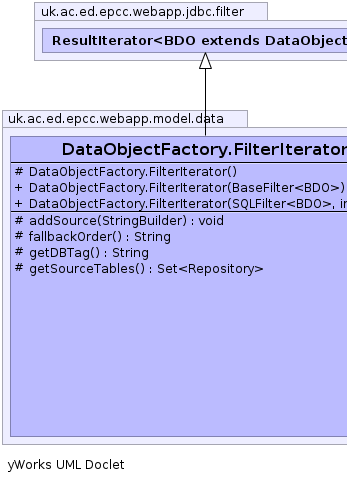 uk.ac.ed.epcc.webapp.jdbc.filter
ResultIterator<BDO extends DataObject
uk.ac.ed.epcc.webapp.model.data
DataObjectFactory.FilterIterator
# DataObjectFactory.FilterIterator()
+ DataObjectFactory.FilterIterator(BaseFilter<BDO>)
+ DataObjectFactory.FilterIterator(SQLFilter<BDO>, in
# addSource(StringBuilder) : void
# fallbackOrder() : String
# getDBTag() : String
# getSourceTables() : Set<Repository>
yWorks UML Doclet